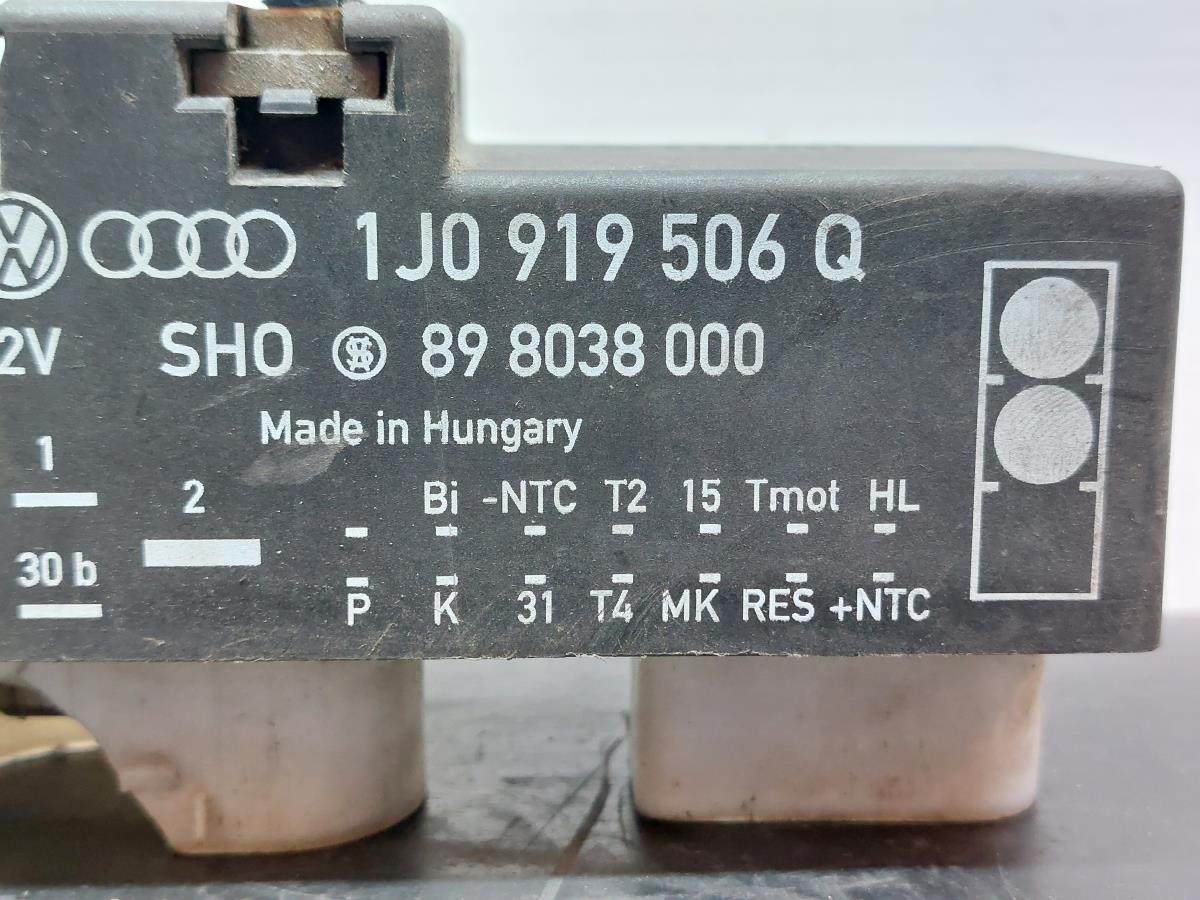 1J0 919 506 Q
2V SHO 89 8038 000
Made in Hungary
1 2 Bi -NTC T2 15 Tmot HL
30 b P K 31 T4 MK RES +NTC